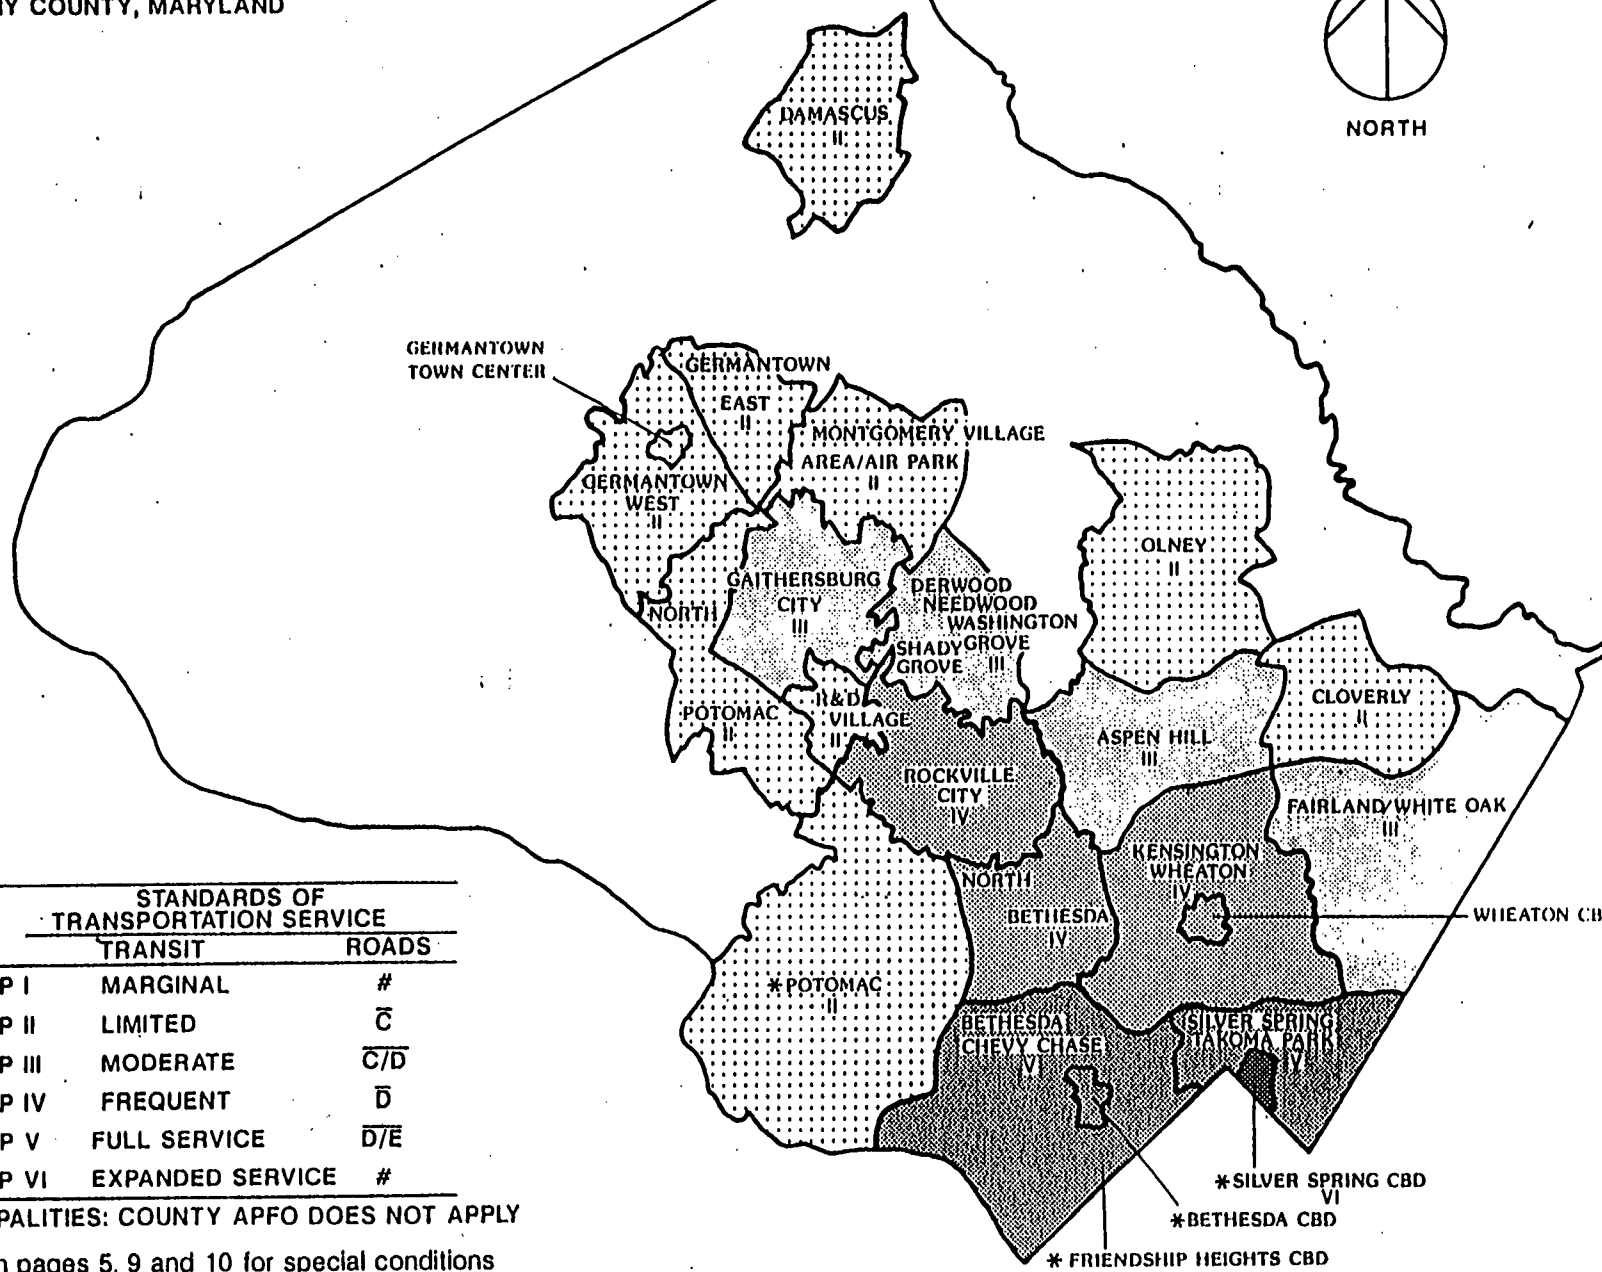 COUNTY, MARYLAND
NORTH
DAMASCUS
II
GERMANTOWN
TOWN CENTER
GERMANTOWN
EAST
II
MONTGOMERY VILLAGE
AREA/AIR PARK
II
GERMANTOWN
WEST
II
OLNEY
II
GAITHERSBURG
CITY
III
DERWOOD
NEEDWOOD
WASHINGTON
GROVE
III
SHADY
GROVE
NORTH
POTOMAC
II
R&D
VILLAGE
II
CLOVERLY
II
ASPEN HILL
III
ROCKVILLE
CITY
IV
FAIRLAND/WHITE OAK
III
KENSINGTON
WHEATON
IV
NORTH
BETHESDA
IV
WHEATON CB
*POTOMAC
II
BETHESDA
CHEVY CHASE
SILVER SPRING
TAKOMA PARK
*SILVER SPRING CBD
VI
*BETHESDA CBD
* FRIENDSHIP HEIGHTS CBD
STANDARDS OF
TRANSPORTATION SERVICE
TRANSIT ROADS
P I MARGINAL #
P II LIMITED C̅
P III MODERATE C̅/̅D̅
P IV FREQUENT D̅
P V FULL SERVICE D̅/̅E̅
P VI EXPANDED SERVICE #
PALITIES: COUNTY APFO DOES NOT APPLY
n pages 5, 9 and 10 for special conditions